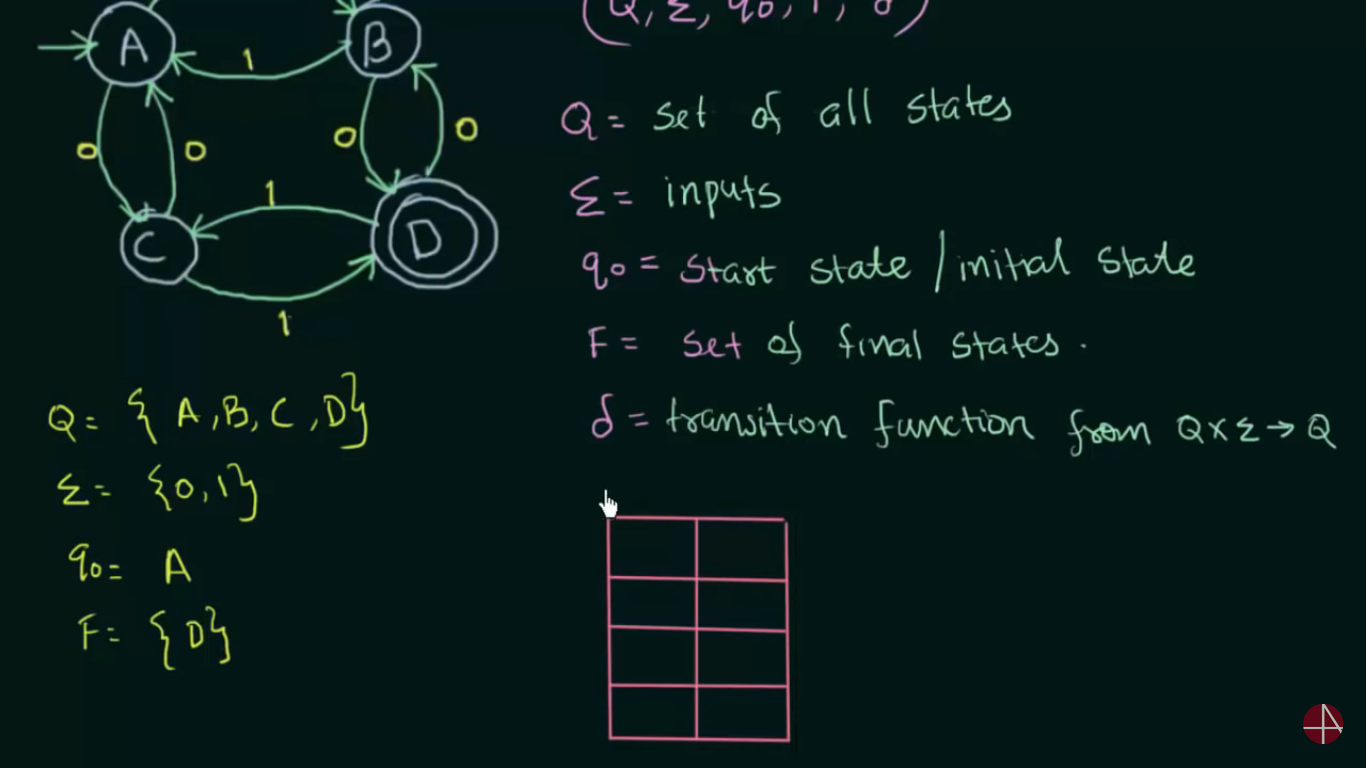 (Q, Σ, q0, F, δ)
A
B
1
0
0
0
0
1
C
D
1
Q = set of all states
Σ = inputs
q0 = start state / initial state
F = set of final states.
δ = transition function from Q×Σ→Q
Q = { A, B, C, D}
Σ = {0, 1}
q0 = A
F = {D}